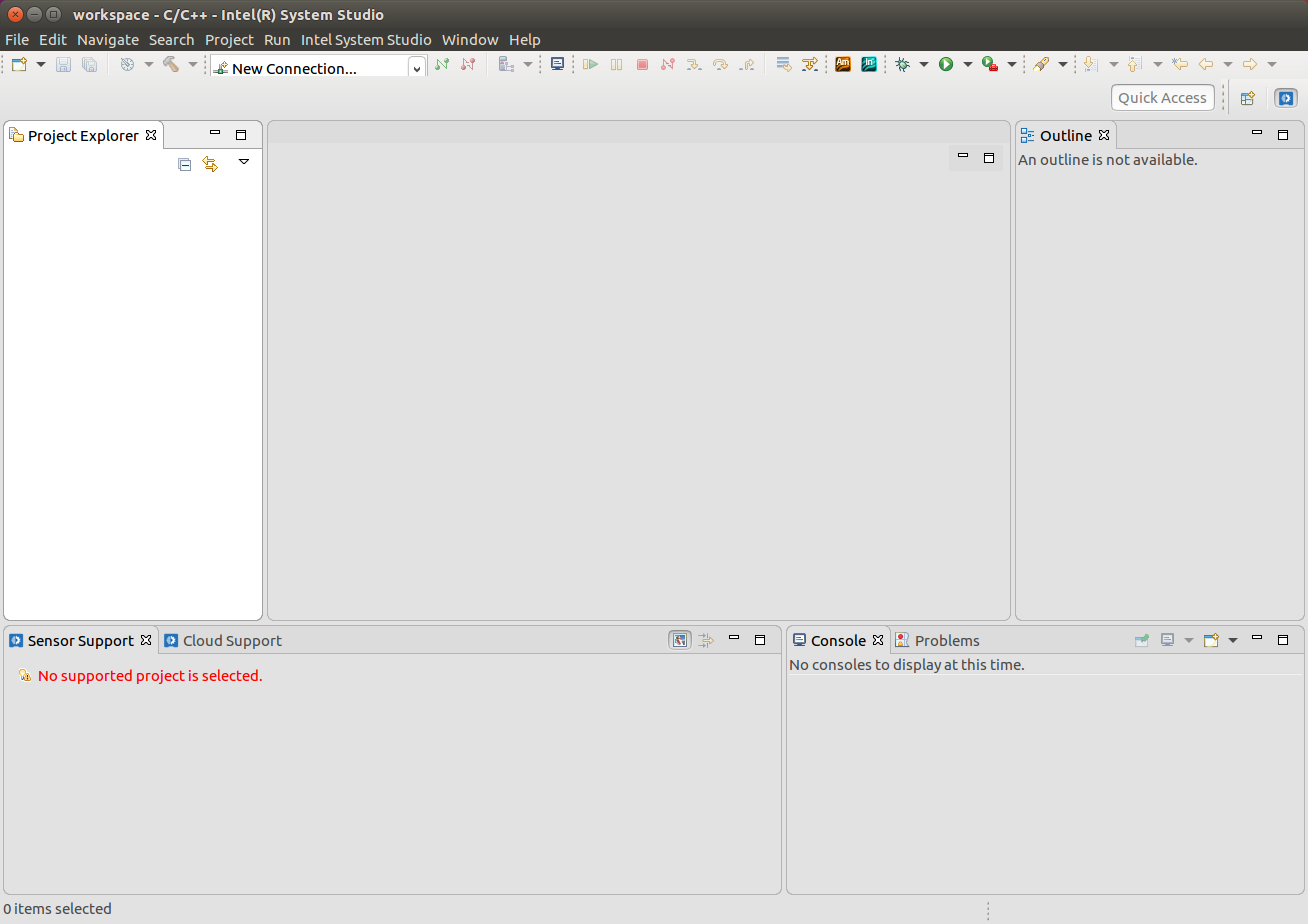 workspace - C/C++ - Intel(R) System Studio
File Edit Navigate Search Project Run Intel System Studio Window Help
New Connection...
Am
In
Quick Access
Project Explorer
Outline
An outline is not available.
Sensor Support
Cloud Support
No supported project is selected.
Console
Problems
No consoles to display at this time.
0 items selected